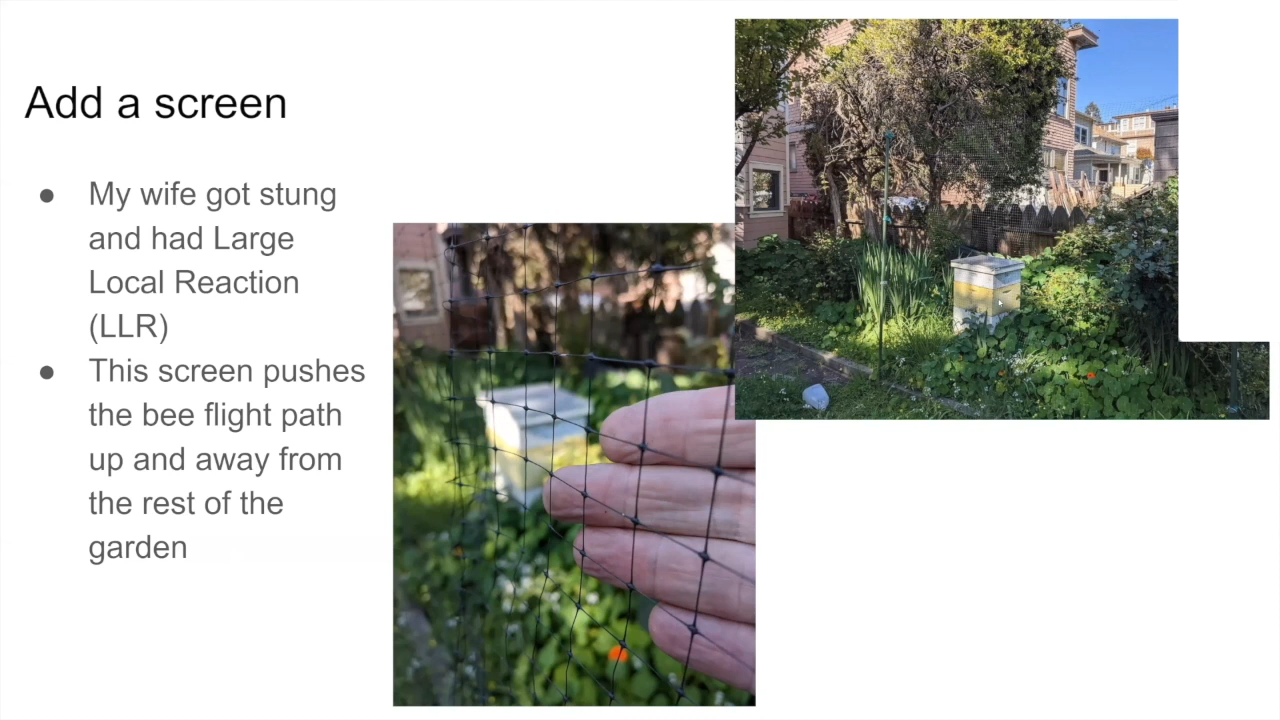 Add a screen
● My wife got stung
and had Large
Local Reaction
(LLR)
● This screen pushes
the bee flight path
up and away from
the rest of the
garden